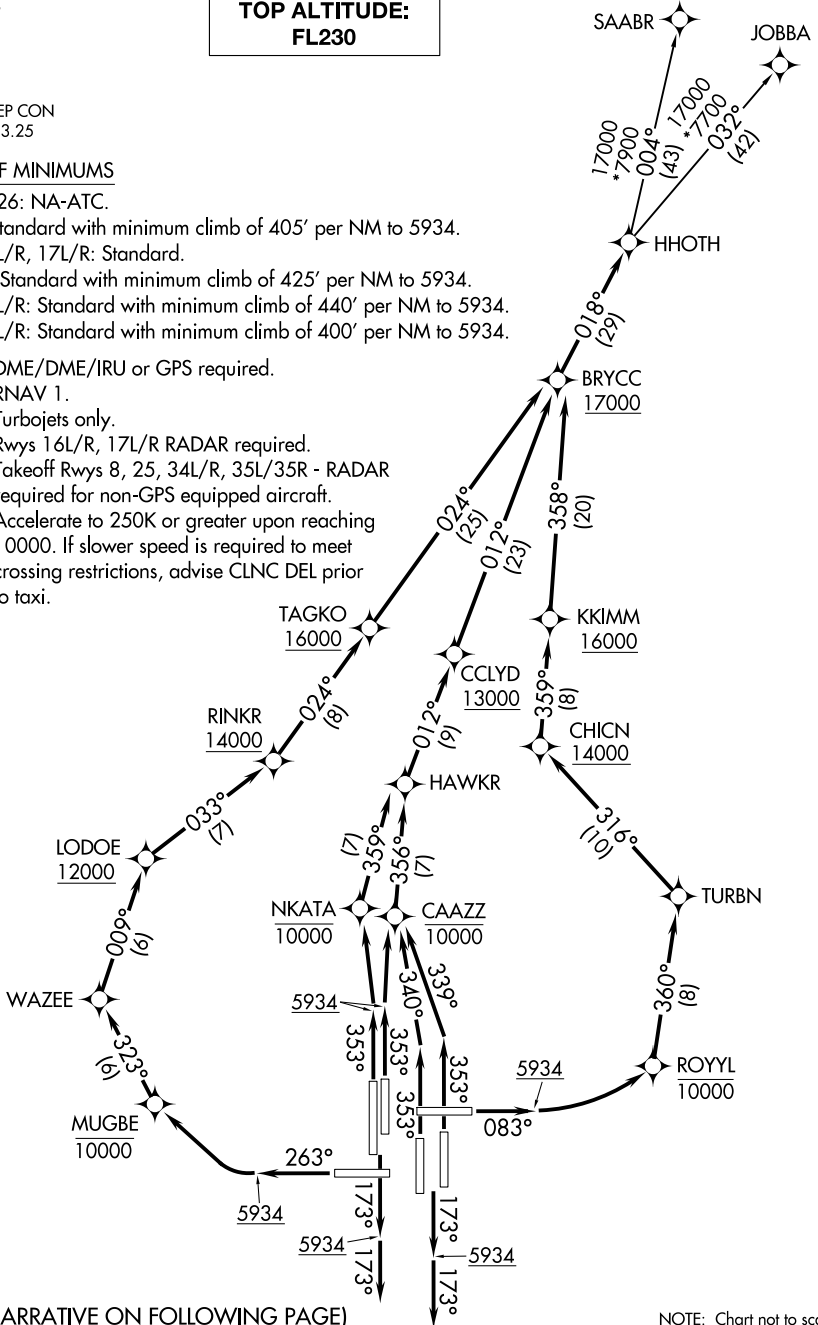 TOP ALTITUDE:
FL230
SAABR
JOBBA
EP CON
3.25
17000
*7900
004°
(43)
17000
*7700
032°
(42)
F MINIMUMS
26: NA-ATC.
tandard with minimum climb of 405' per NM to 5934.
L/R, 17L/R: Standard.
Standard with minimum climb of 425' per NM to 5934.
L/R: Standard with minimum climb of 440' per NM to 5934.
L/R: Standard with minimum climb of 400' per NM to 5934.
HHOTH
018°
(29)
DME/DME/IRU or GPS required.
RNAV 1.
Turbojets only.
Rwys 16L/R, 17L/R RADAR required.
Takeoff Rwys 8, 25, 34L/R, 35L/35R - RADAR
equired for non-GPS equipped aircraft.
Accelerate to 250K or greater upon reaching
0000. If slower speed is required to meet
crossing restrictions, advise CLNC DEL prior
o taxi.
BRYCC
17000
024°
(25)
012°
(23)
358°
(20)
TAGKO
16000
KKIMM
16000
CCLYD
13000
024°
(8)
012°
(9)
359°
(8)
RINKR
14000
CHICN
14000
HAWKR
033°
(7)
316°
(10)
LODOE
12000
359°
(7)
356°
(7)
NKATA
10000
CAAZZ
10000
TURBN
009°
(6)
WAZEE
340°
339°
360°
(8)
5934
353°
353°
353°
353°
323°
(6)
ROYYL
10000
5934
083°
MUGBE
10000
263°
5934
173°
5934
173°
173°
5934
173°
ARRATIVE ON FOLLOWING PAGE)
NOTE: Chart not to sc